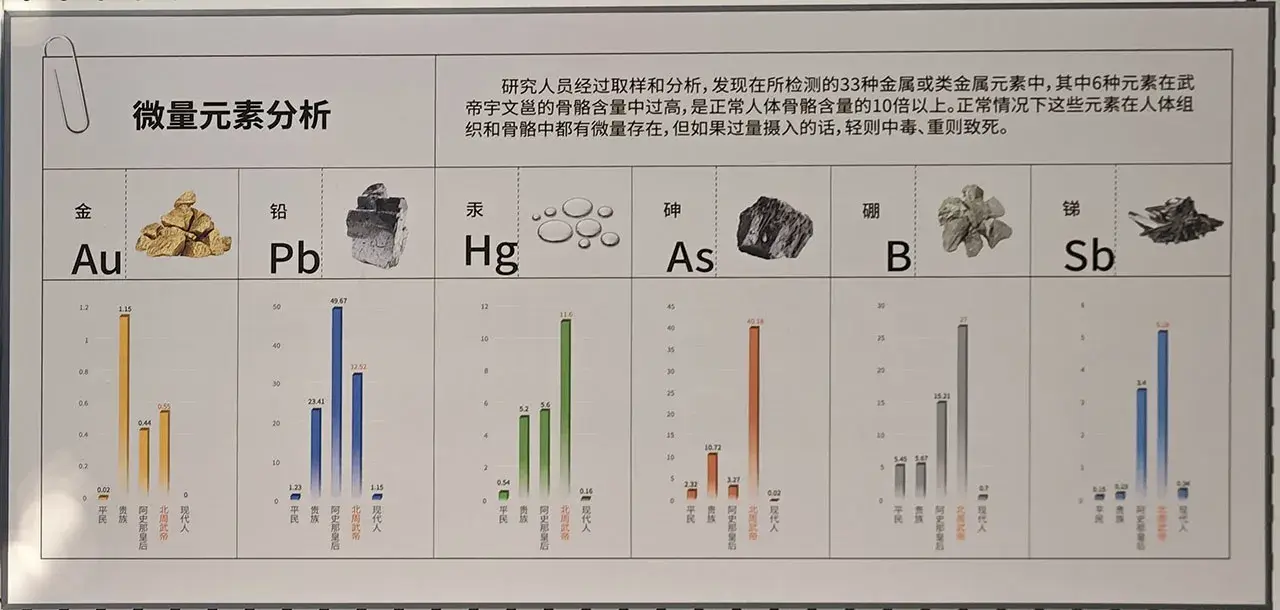 微量元素分析
研究人员经过取样和分析，发现在所检测的33种金属或类金属元素中，其中6种元素在武
帝宇文邕的骨骼含量中过高，是正常人体骨骼含量的10倍以上。正常情况下这些元素在人体组
织和骨骼中都有微量存在，但如果过量摄入的话，轻则中毒、重则致死。
金
Au
铅
Pb
汞
Hg
砷
As
硼
B
锑
Sb
1.2
1
0.8
0.6
0.4
0.2
0
0.02
1.15
0.44
0.55
0
平民
贵族
阿史那皇后
北周武帝
现代人
50
40
30
20
10
0
1.23
23.41
49.67
32.52
1.15
平民
贵族
阿史那皇后
北周武帝
现代人
12
10
8
6
4
2
0
0.54
5.2
5.6
11.6
0.16
平民
贵族
阿史那皇后
北周武帝
现代人
45
40
35
30
25
20
15
10
5
0
2.32
10.72
3.27
0.02
平民
贵族
阿史那皇后
北周武帝
现代人
30
25
20
15
10
5
0
5.45
5.67
15.21
27
0.7
平民
贵族
阿史那皇后
北周武帝
现代人
6
5
4
3
2
1
0
3.4
平民
贵族
阿史那皇后
北周武帝
现代人